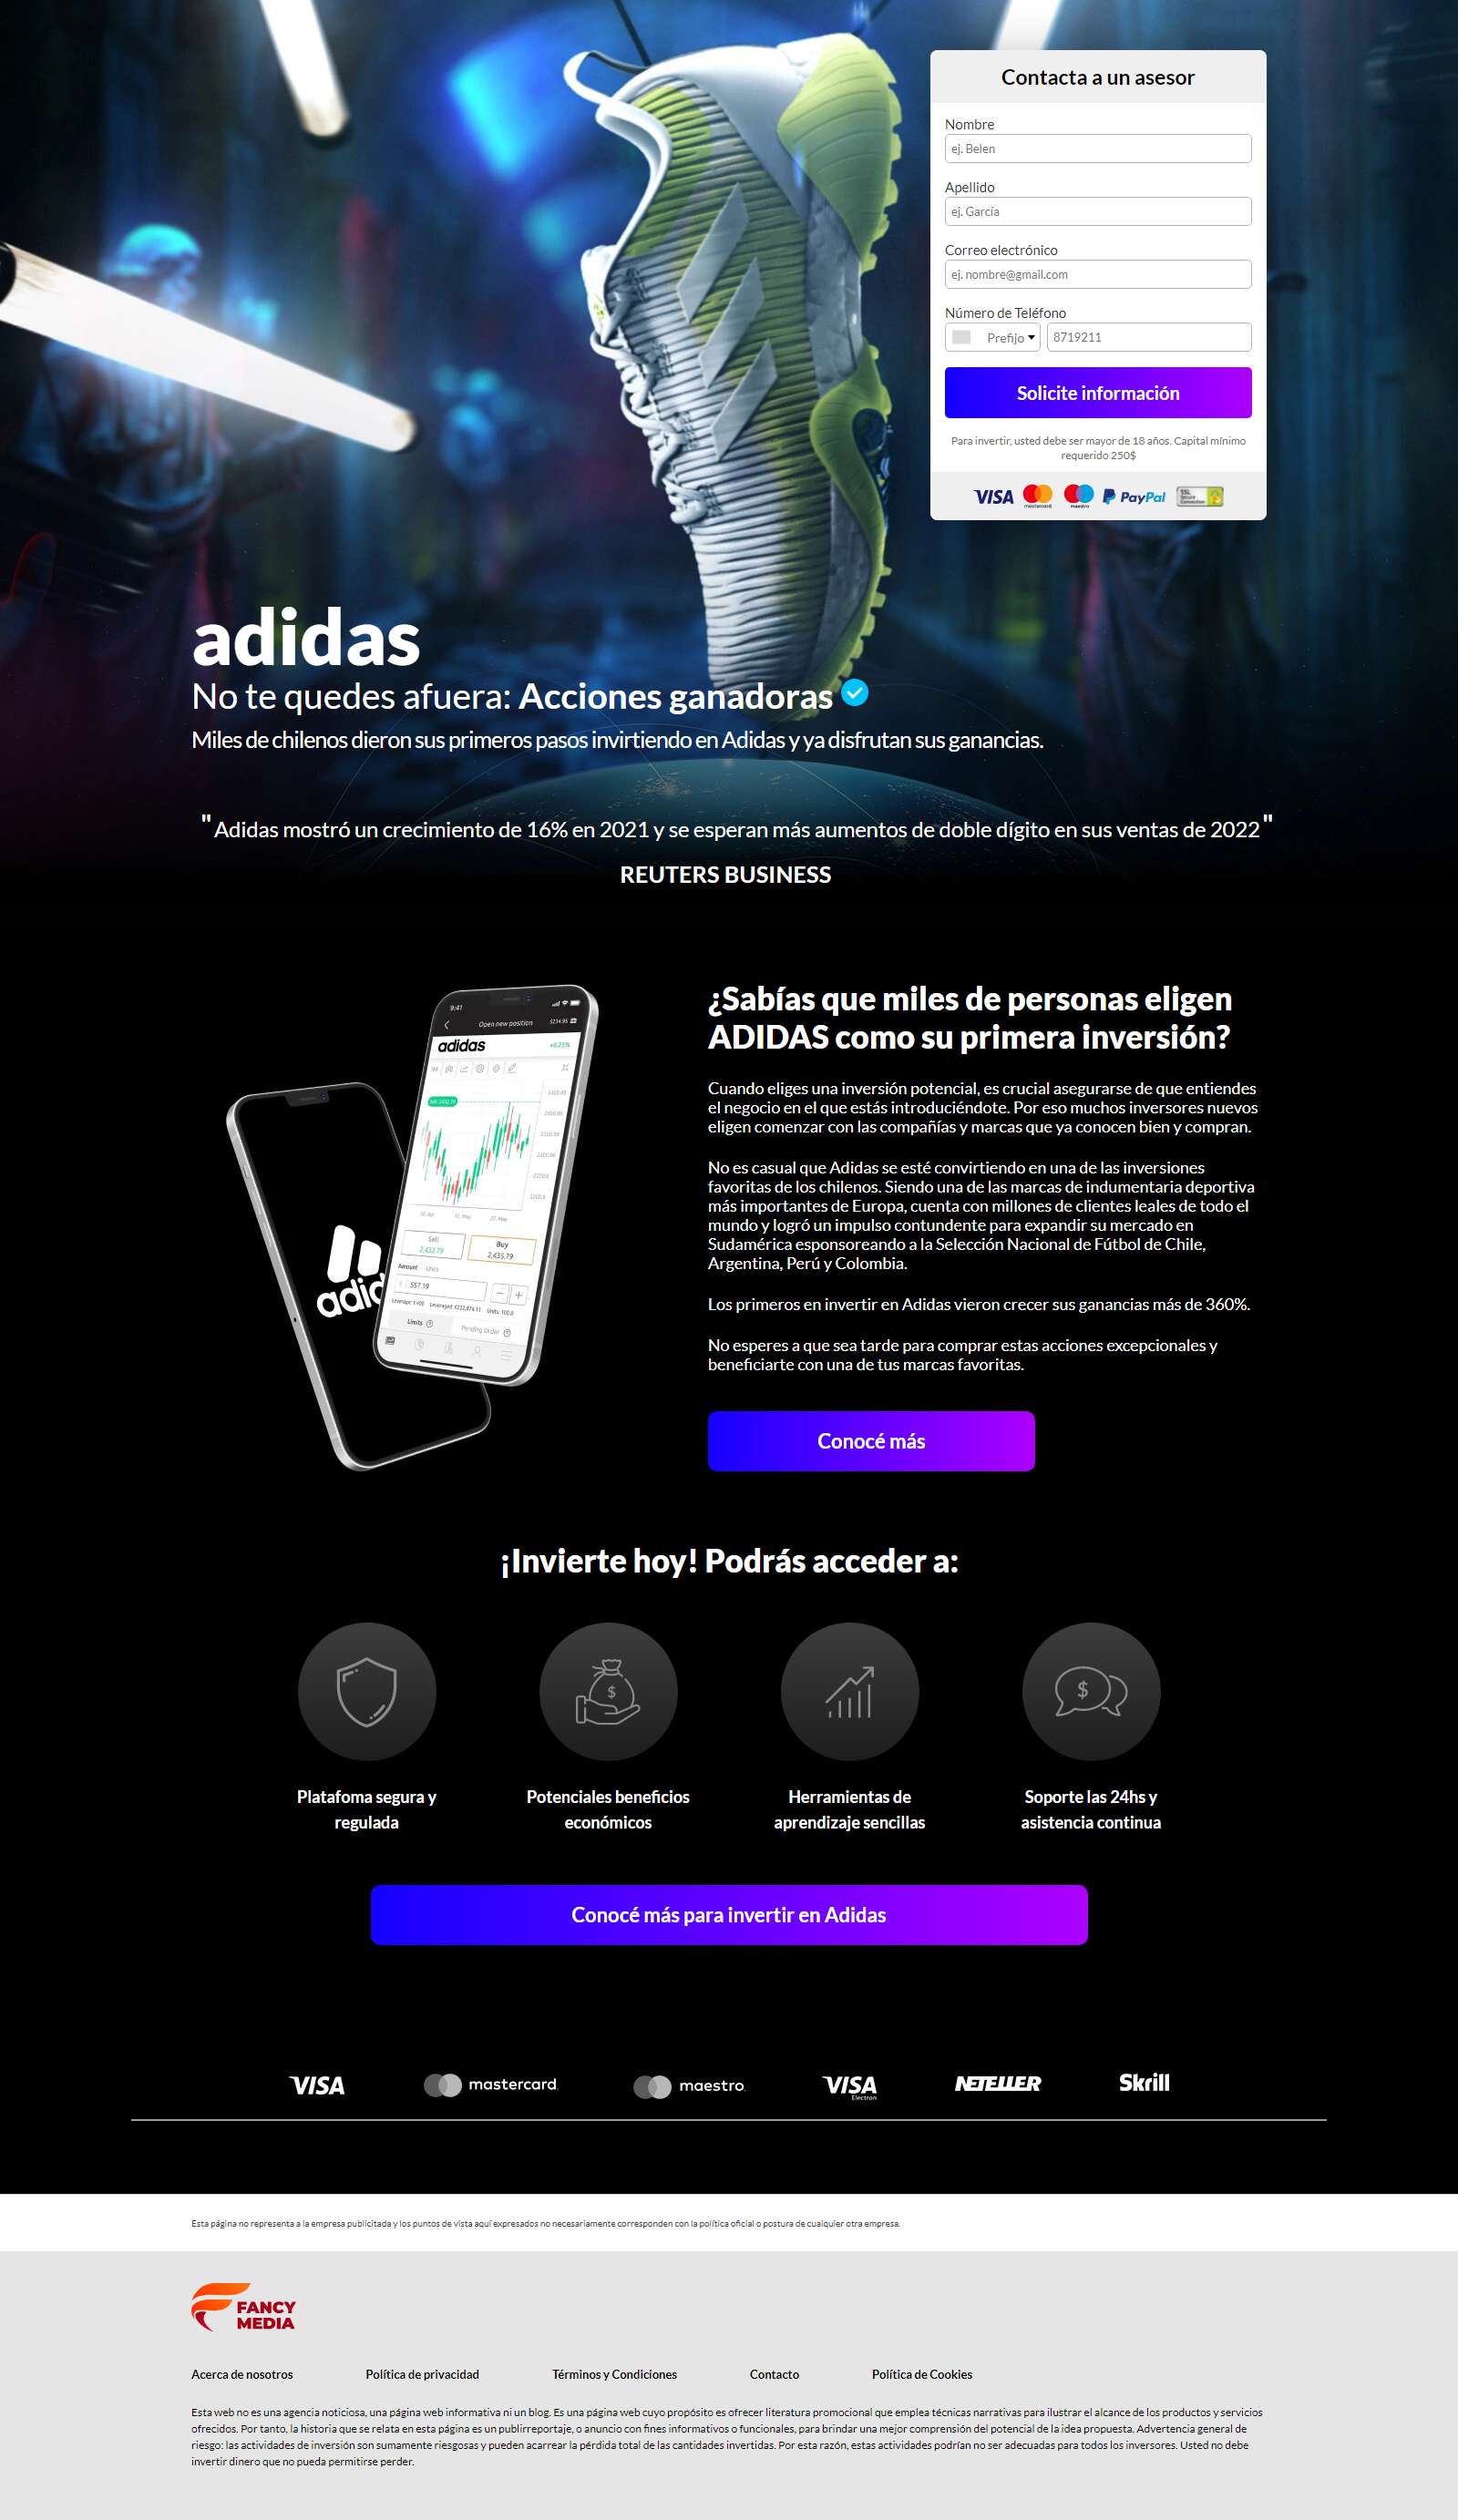 Contacta a un asesor
Nombre
ej. Belen
Apellido
ej. García
Correo electrónico
ej. nombre@gmail.com
Número de Teléfono
Prefijo 8719211
Solicite información
Para invertir, usted debe ser mayor de 18 años. Capital mínimo
requerido 250$
VISA mastercard maestro PayPal SSL Secure Connection
adidas
No te quedes afuera: Acciones ganadoras
Miles de chilenos dieron sus primeros pasos invirtiendo en Adidas y ya disfrutan sus ganancias.
"Adidas mostró un crecimiento de 16% en 2021 y se esperan más aumentos de doble dígito en sus ventas de 2022"
REUTERS BUSINESS
9:41
Open new position
adidas
+0.23%
Sell
2,432.79
Buy
2,435.79
Amount Units
557.19
Limits
Pending Order
adid
¿Sabías que miles de personas eligen
ADIDAS como su primera inversión?
Cuando eliges una inversión potencial, es crucial asegurarse de que entiendes
el negocio en el que estás introduciéndote. Por eso muchos inversores nuevos
eligen comenzar con las compañías y marcas que ya conocen bien y compran.
No es casual que Adidas se esté convirtiendo en una de las inversiones
favoritas de los chilenos. Siendo una de las marcas de indumentaria deportiva
más importantes de Europa, cuenta con millones de clientes leales de todo el
mundo y logró un impulso contundente para expandir su mercado en
Sudamérica esponsoreando a la Selección Nacional de Fútbol de Chile,
Argentina, Perú y Colombia.
Los primeros en invertir en Adidas vieron crecer sus ganancias más de 360%.
No esperes a que sea tarde para comprar estas acciones excepcionales y
beneficiarte con una de tus marcas favoritas.
Conocé más
¡Invierte hoy! Podrás acceder a:
Platafoma segura y
regulada
Potenciales beneficios
económicos
Herramientas de
aprendizaje sencillas
Soporte las 24hs y
asistencia continua
Conocé más para invertir en Adidas
VISA mastercard maestro VISA Electron NETELLER Skrill
Esta página no representa a la empresa publicitada y los puntos de vista aquí expresados no necesariamente corresponden con la política oficial o postura de cualquier otra empresa.
FANCY
MEDIA
Acerca de nosotros Política de privacidad Términos y Condiciones Contacto Política de Cookies
Esta web no es una agencia noticiosa, una página web informativa ni un blog. Es una página web cuyo propósito es ofrecer literatura promocional que emplea técnicas narrativas para ilustrar el alcance de los productos y servicios
ofrecidos. Por tanto, la historia que se relata en esta página es un publirreportaje, o anuncio con fines informativos o funcionales, para brindar una mejor comprensión del potencial de la idea propuesta. Advertencia general de
riesgo: las actividades de inversión son sumamente riesgosas y pueden acarrear la pérdida total de las cantidades invertidas. Por esta razón, estas actividades podrían no ser adecuadas para todos los inversores. Usted no debe
invertir dinero que no pueda permitirse perder.